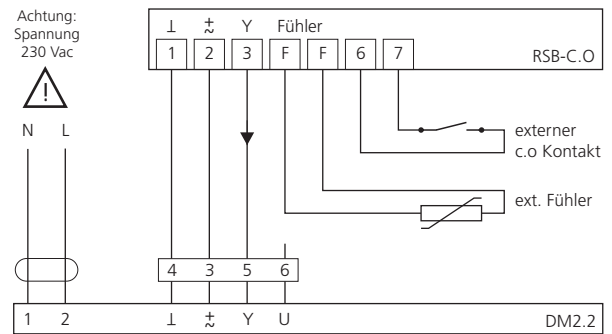 Achtung:
Spannung
230 Vac
N L
⊥ ± ~ Y Fühler
1 2 3 F F 6 7 RSB-C.O
externer
c.o Kontakt
ext. Fühler
4 3 5 6
1 2 ⊥ ± ~ Y U DM2.2